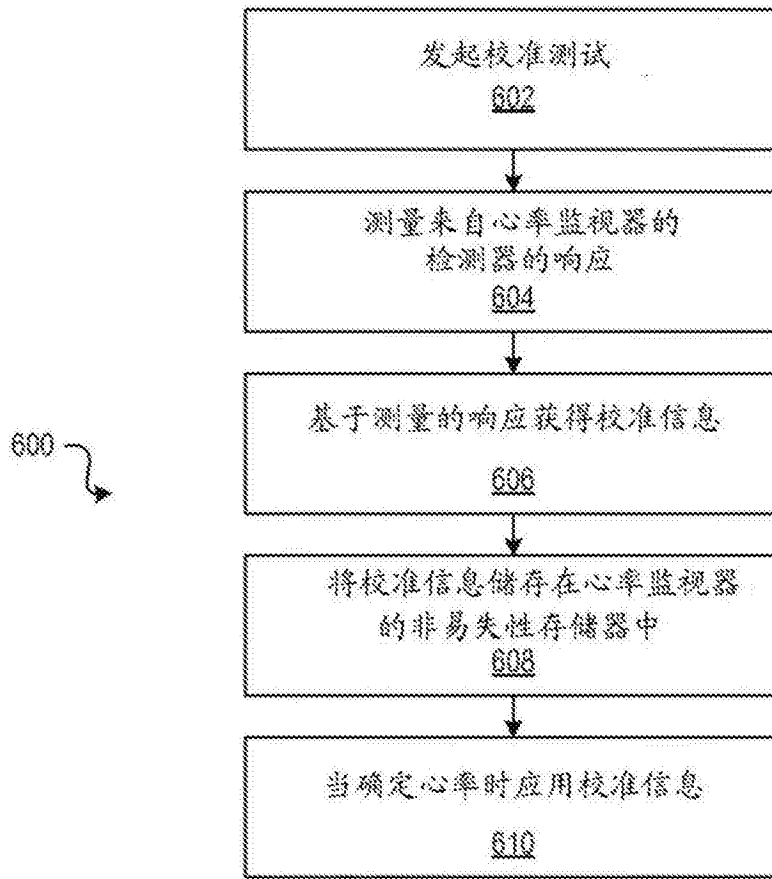 发起校准测试
602
测量来自心率监视器的
检测器的响应
604
基于测量的响应获得校准信息
606
600
将校准信息储存在心率监视器
的非易失性存储器中
608
当确定心率时应用校准信息
610